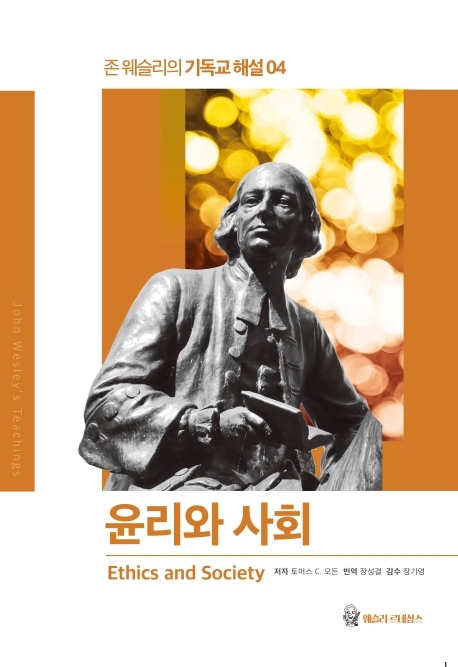 존 웨슬리의 기독교 해설 04
John Wesley's Teachings
윤리와 사회
Ethics and Society 저자 토머스 C. 오든 번역 장성결 감수 장기영
웨슬리 르네상스